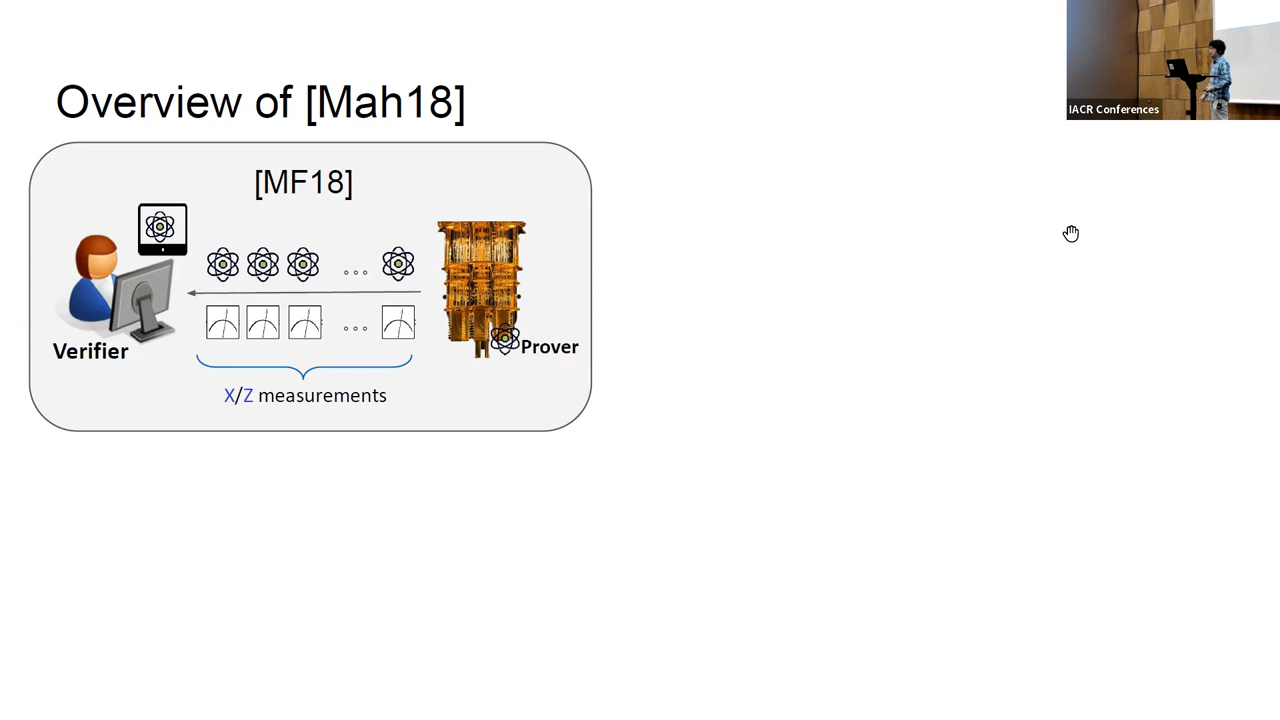 Overview of [Mah18]
IACR Conferences
[MF18]
Verifier
Prover
X/Z measurements